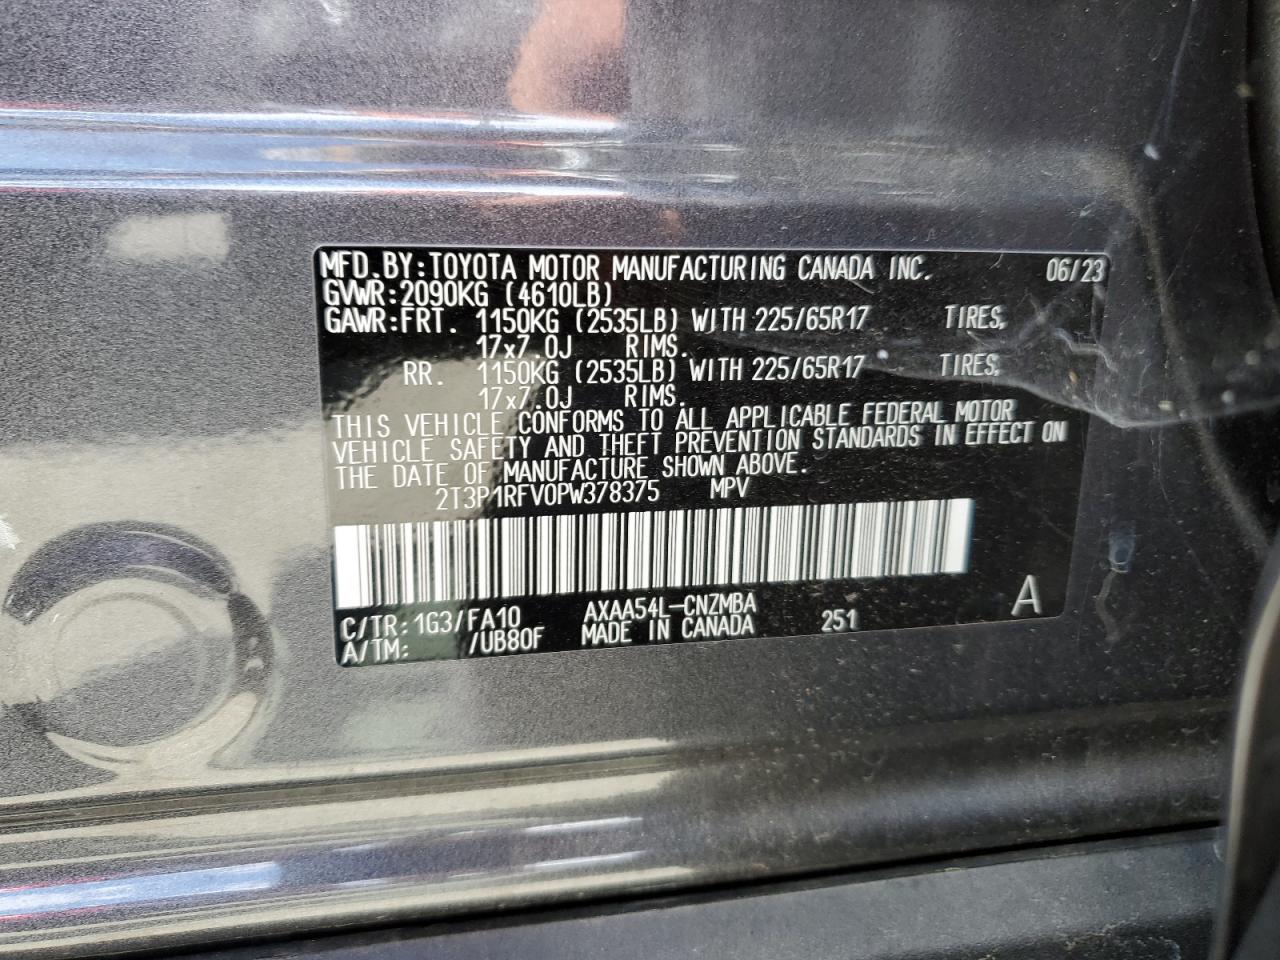 MFD.BY:TOYOTA MOTOR MANUFACTURING CANADA INC. 06/23
GVWR:2090KG (4610LB)
GAWR:FRT. 1150KG (2535LB) WITH 225/65R17 TIRES,
17x7.0J RIMS.
RR. 1150KG (2535LB) WITH 225/65R17 TIRES,
17x7.0J RIMS.
THIS VEHICLE CONFORMS TO ALL APPLICABLE FEDERAL MOTOR
VEHICLE SAFETY AND THEFT PREVENTION STANDARDS IN EFFECT ON
THE DATE OF MANUFACTURE SHOWN ABOVE.
2T3P1RFV0PW378375 MPV
C/TR:1G3/FA10 AXAA54L-CNZMBA 251 A
A/TM: /UB80F MADE IN CANADA